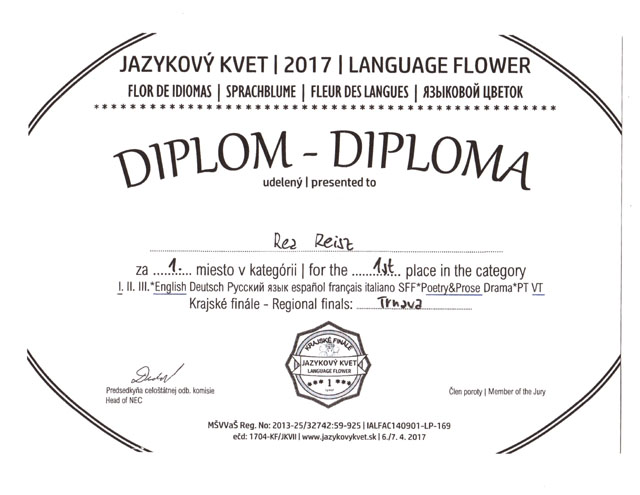 JAZYKOVÝ KVET | 2017 | LANGUAGE FLOWER
FLOR DE IDIOMAS | SPRACHBLUME | FLEUR DES LANGUES | ЯЗЫКОВОЙ ЦВЕТОК
DIPLOM - DIPLOMA
udelený | presented to
Rea Reisz
za ....1..... miesto v kategórii | for the ......1st.. place in the category
I. II. III.*English Deutsch Русский язык español français italiano SFF*Poetry&Prose Drama*PT VT
Krajské finále - Regional finals: Trnava
KRAJSKÉ FINÁLE
JAZYKOVÝ KVET
LANGUAGE FLOWER
*** 1 ***
Predsedkyňa celoštátnej odb. komisie
Head of NEC
Člen poroty | Member of the Jury
MŠVVaŠ Reg. No: 2013-25/32742:59-925 | IALFAC140901-LP-169
ečd: 1704-KF/JKVII | www.jazykovykvet.sk | 6./7. 4. 2017